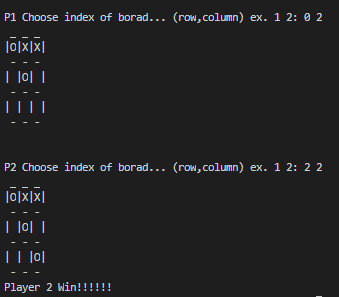 P1 Choose index of borad... (row,column) ex. 1 2: 0 2
 _ _ _
|O|X|X|
 - - -
| |O| |
 - - -
| | | |
 - - -
P2 Choose index of borad... (row,column) ex. 1 2: 2 2
 _ _ _
|O|X|X|
 - - -
| |O| |
 - - -
| | |O|
 - - -
Player 2 Win!!!!!!